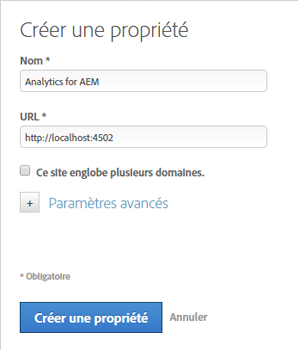 Créer une propriété
Nom *
Analytics for AEM
URL *
http://localhost:4502
Ce site englobe plusieurs domaines.
+ Paramètres avancés
* Obligatoire
Créer une propriété Annuler